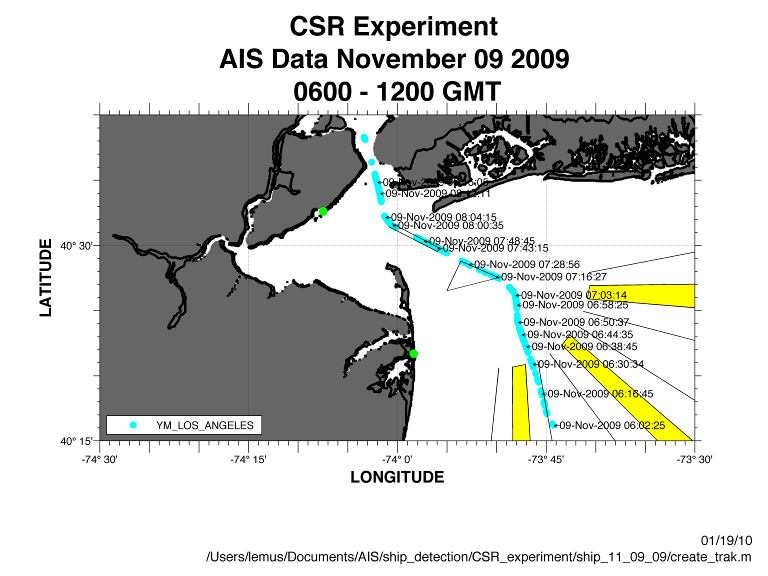 CSR Experiment
AIS Data November 09 2009
0600 - 1200 GMT
09-Nov-2009 08:12:11
09-Nov-2009 08:04:15
09-Nov-2009 08:00:35
09-Nov-2009 07:48:45
09-Nov-2009 07:43:15
09-Nov-2009 07:28:56
09-Nov-2009 07:16:27
09-Nov-2009 07:03:14
09-Nov-2009 06:58:25
09-Nov-2009 06:50:37
09-Nov-2009 06:44:35
09-Nov-2009 06:38:45
09-Nov-2009 06:30:34
09-Nov-2009 06:16:45
09-Nov-2009 06:02:25
YM_LOS_ANGELES
40° 30'
40° 15'
LATITUDE
-74° 30' -74° 15' -74° 0' -73° 45' -73° 30'
LONGITUDE
01/19/10
/Users/lemus/Documents/AIS/ship_detection/CSR_experiment/ship_11_09_09/create_trak.m